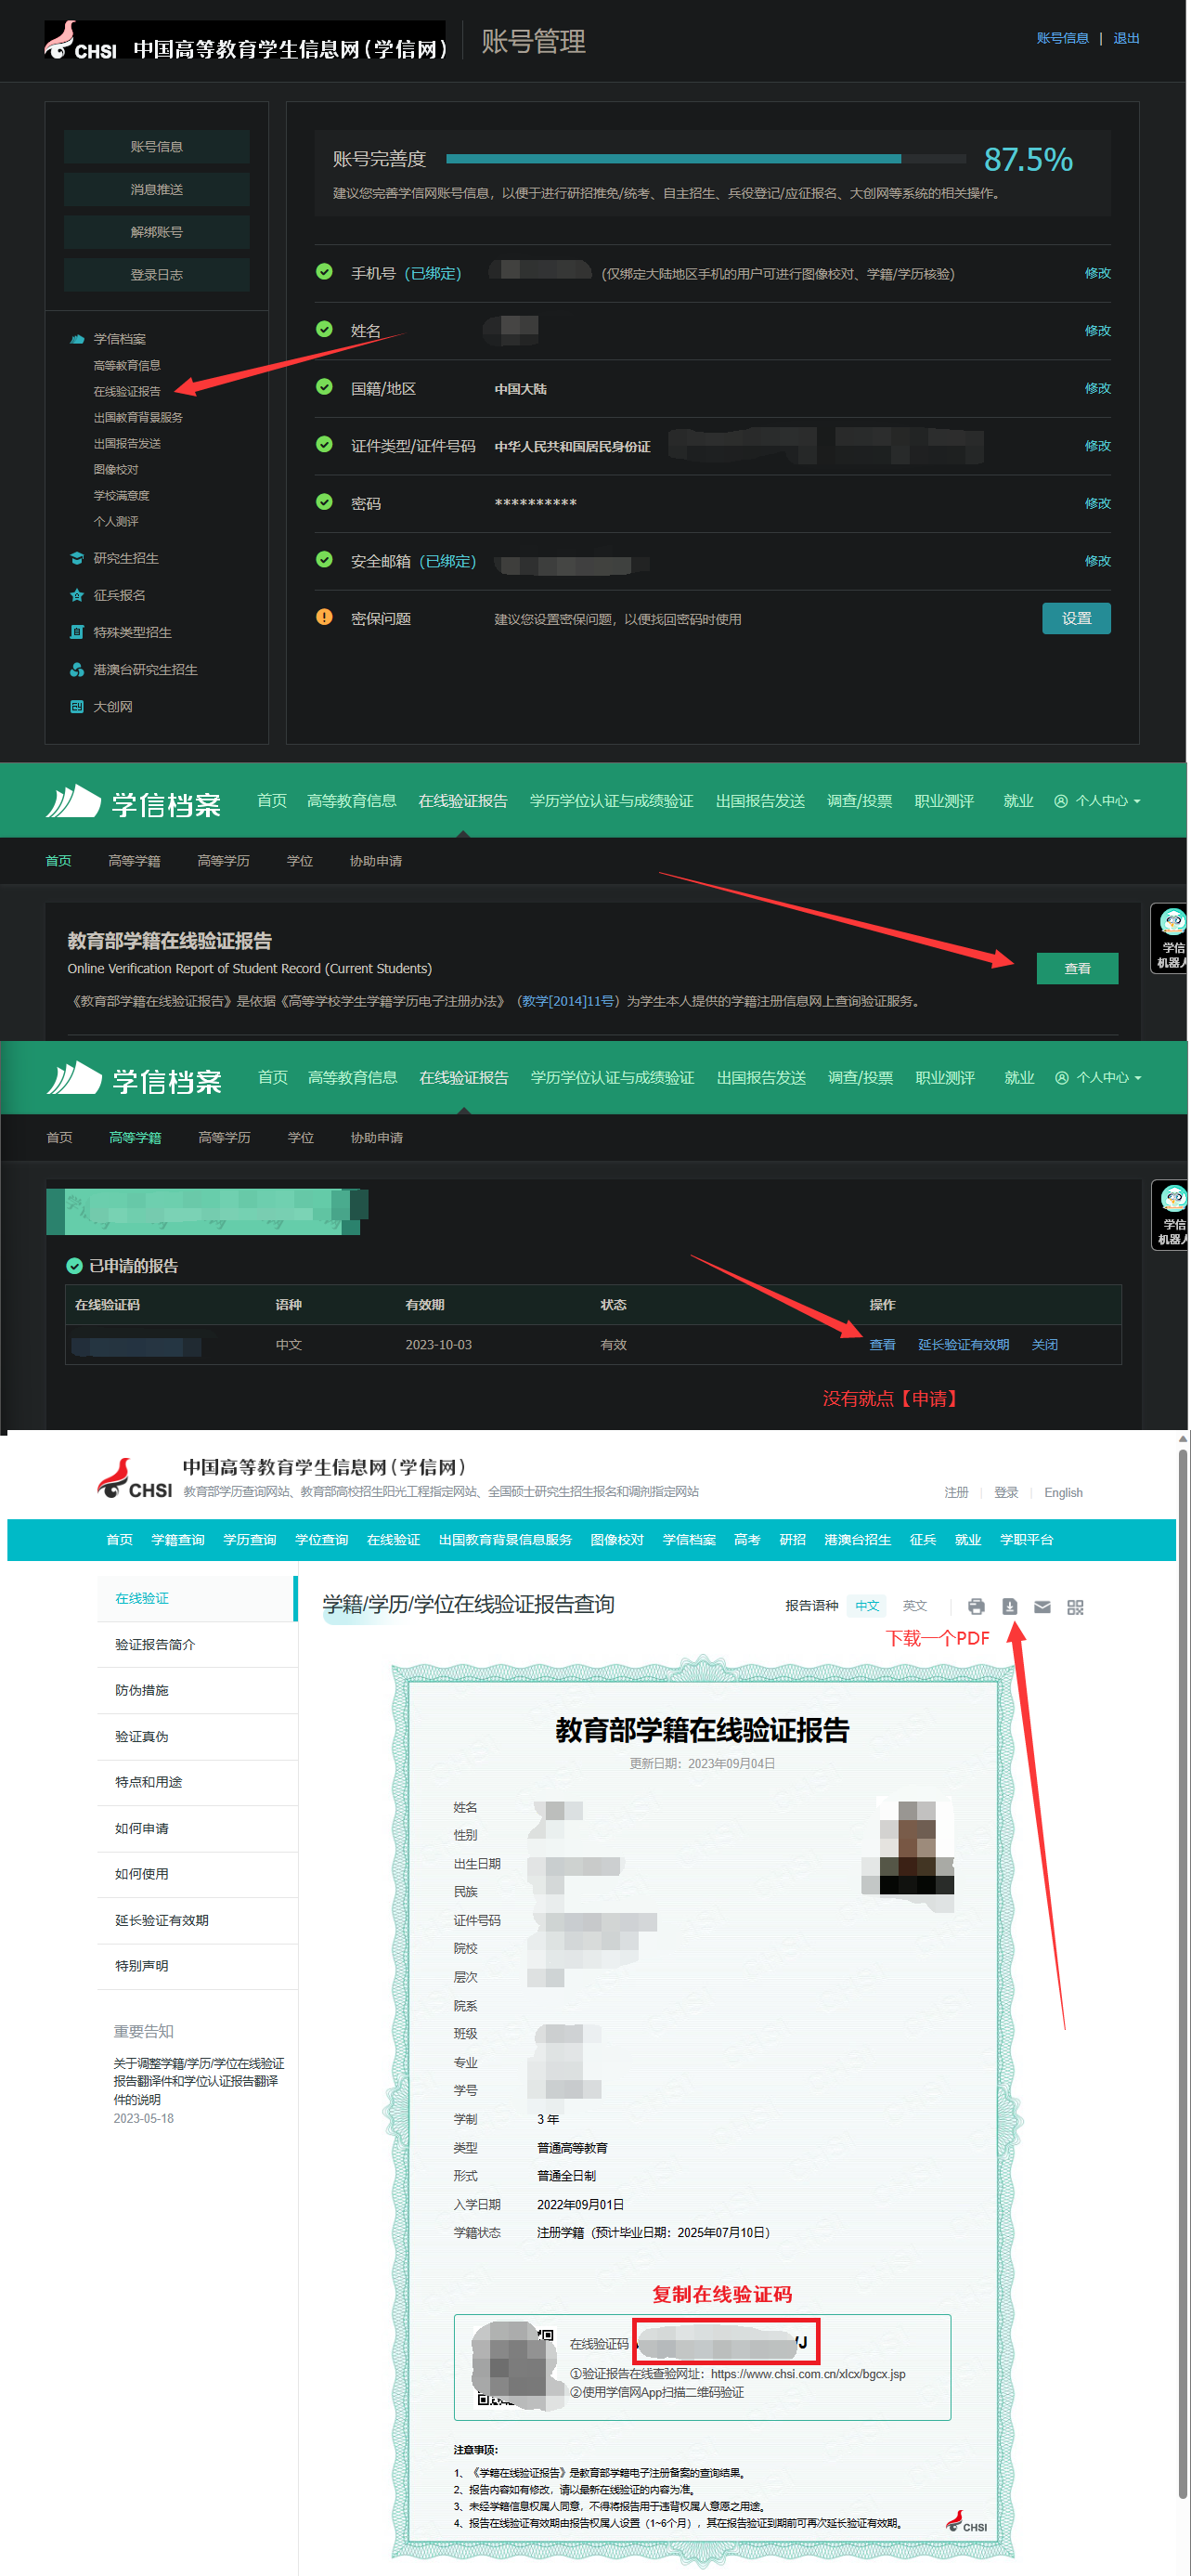 CHSI 中国高等教育学生信息网(学信网) 账号管理
账号信息 | 退出
账号信息
消息推送
解绑账号
登录日志
学信档案
高等教育信息
在线验证报告
出国教育背景服务
出国报告发送
图像校对
学校满意度
个人测评
研究生招生
征兵报名
特殊类型招生
港澳台研究生招生
大创网
账号完善度 87.5%
建议您完善学信网账号信息，以便于进行研招推免/统考、自主招生、兵役登记/应征报名、大创网等系统的相关操作。
手机号（已绑定） (仅绑定大陆地区手机的用户可进行图像校对、学籍/学历核验) 修改
姓名 修改
国籍/地区 中国大陆 修改
证件类型/证件号码 中华人民共和国居民身份证 修改
密码 ********** 修改
安全邮箱（已绑定） 修改
密保问题 建议您设置密保问题，以便找回密码时使用 设置
学信档案 首页 高等教育信息 在线验证报告 学历学位认证与成绩验证 出国报告发送 调查/投票 职业测评 就业 个人中心
首页 高等学籍 高等学历 学位 协助申请
教育部学籍在线验证报告
Online Verification Report of Student Record (Current Students)
《教育部学籍在线验证报告》是依据《高等学校学生学籍学历电子注册办法》（教学[2014]11号）为学生本人提供的学籍注册信息网上查询验证服务。
查看
学信
机器人
学信档案 首页 高等教育信息 在线验证报告 学历学位认证与成绩验证 出国报告发送 调查/投票 职业测评 就业 个人中心
首页 高等学籍 高等学历 学位 协助申请
学信
机器人
已申请的报告
在线验证码 语种 有效期 状态 操作
中文 2023-10-03 有效 查看 延长验证有效期 关闭
没有就点【申请】
CHSI 中国高等教育学生信息网(学信网)
教育部学历查询网站、教育部高校招生阳光工程指定网站、全国硕士研究生招生报名和调剂指定网站
注册 | 登录 | English
首页 学籍查询 学历查询 学位查询 在线验证 出国教育背景信息服务 图像校对 学信档案 高考 研招 港澳台招生 征兵 就业 学职平台
在线验证
验证报告简介
防伪措施
验证真伪
特点和用途
如何申请
如何使用
延长验证有效期
特别声明
重要告知
关于调整学籍/学历/学位在线验证
报告翻译件和学位认证报告翻译
件的说明
2023-05-18
学籍/学历/学位在线验证报告查询
报告语种 中文 英文
下载一个PDF
教育部学籍在线验证报告
更新日期：2023年09月04日
姓名
性别
出生日期
民族
证件号码
院校
层次
院系
班级
专业
学号
学制 3 年
类型 普通高等教育
形式 普通全日制
入学日期 2022年09月01日
学籍状态 注册学籍（预计毕业日期：2025年07月10日）
复制在线验证码
在线验证码 J
①验证报告在线查验网址：https://www.chsi.com.cn/xlcx/bgcx.jsp
②使用学信网App扫描二维码验证
注意事项：
1、《学籍在线验证报告》是教育部学籍电子注册备案的查询结果。
2、报告内容如有修改，请以最新在线验证的内容为准。
3、未经学籍信息权属人同意，不得将报告用于违背权属人意愿之用途。
4、报告在线验证有效期由报告权属人设置（1~6个月），其在报告验证到期前可再次延长验证有效期。
CHSI